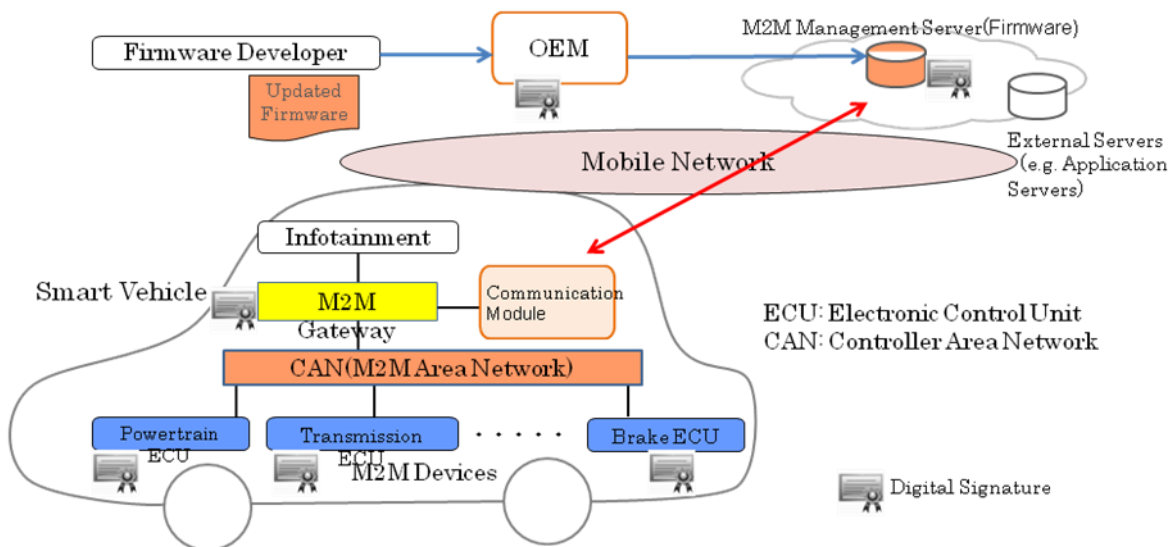 Firmware Developer
OEM
M2M Management Server(Firmware)
Updated
Firmware
External Servers
(e.g. Application
Servers)
Mobile Network
Infotainment
Smart Vehicle
M2M
Gateway
Communication
Module
ECU: Electronic Control Unit
CAN: Controller Area Network
CAN(M2M Area Network)
Powertrain
ECU
Transmission
ECU
. . . . .
Brake ECU
M2M Devices
Digital Signature